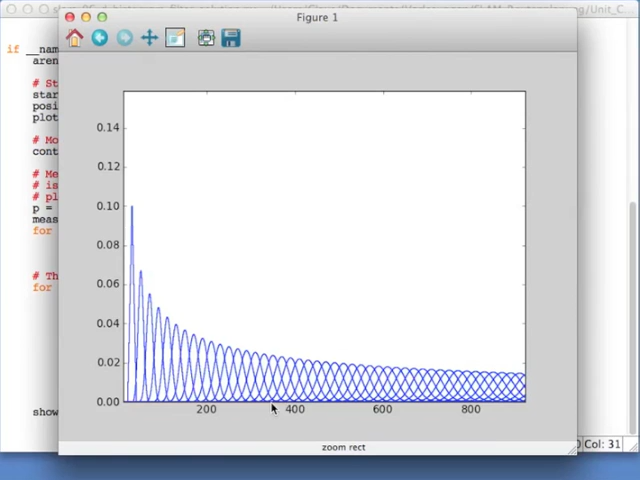 Figure 1
if __na
aren
# St
star
posi
plot
# Mo
cont
# Me
# is
# pl
p =
meas
for
# Th
for
show
0.14
0.12
0.10
0.08
0.06
0.04
0.02
0.00
200
400
600
800
zoom rect
0 Col: 31